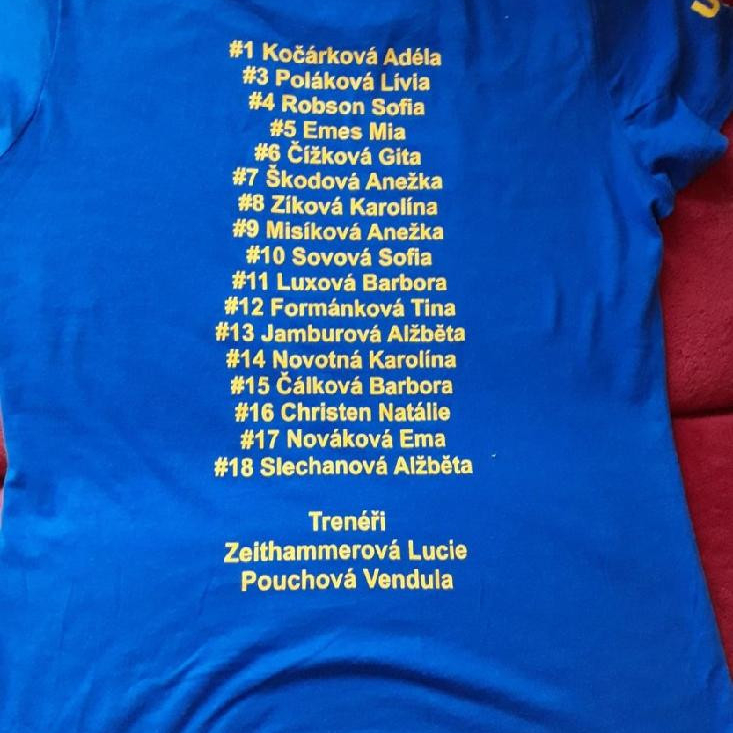 #1 Kočárková Adéla
#3 Poláková Lívia
#4 Robson Sofia
#5 Emes Mia
#6 Čížková Gita
#7 Škodová Anežka
#8 Zíková Karolína
#9 Misíková Anežka
#10 Sovová Sofia
#11 Luxová Barbora
#12 Formánková Tina
#13 Jamburová Alžběta
#14 Novotná Karolína
#15 Čálková Barbora
#16 Christen Natálie
#17 Nováková Ema
#18 Slechanová Alžběta
Trenéři
Zeithammerová Lucie
Pouchová Vendula